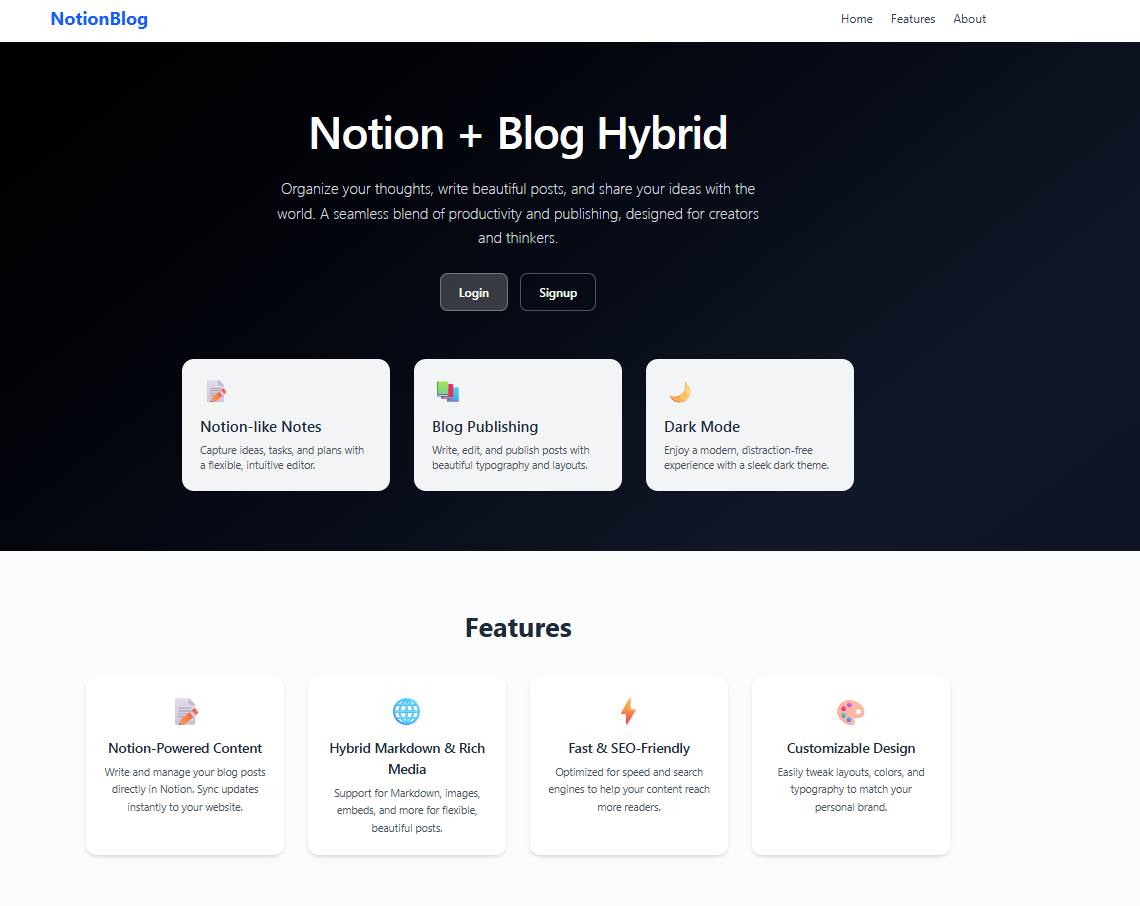 NotionBlog
Home Features About
Notion + Blog Hybrid
Organize your thoughts, write beautiful posts, and share your ideas with the
world. A seamless blend of productivity and publishing, designed for creators
and thinkers.
Login Signup
Notion-like Notes
Capture ideas, tasks, and plans with
a flexible, intuitive editor.
Blog Publishing
Write, edit, and publish posts with
beautiful typography and layouts.
Dark Mode
Enjoy a modern, distraction-free
experience with a sleek dark theme.
Features
Notion-Powered Content
Write and manage your blog posts
directly in Notion. Sync updates
instantly to your website.
Hybrid Markdown & Rich
Media
Support for Markdown, images,
embeds, and more for flexible,
beautiful posts.
Fast & SEO-Friendly
Optimized for speed and search
engines to help your content reach
more readers.
Customizable Design
Easily tweak layouts, colors, and
typography to match your
personal brand.